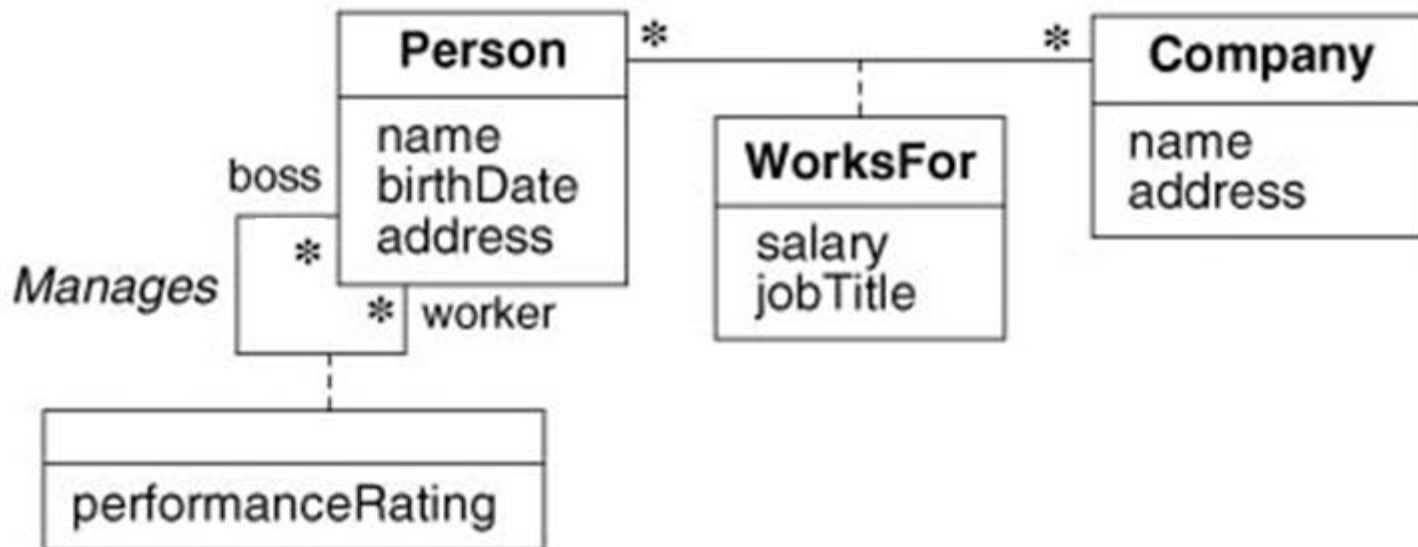 Person
name
birthDate
address
*
*
Company
name
address
WorksFor
salary
jobTitle
boss
*
Manages
*
worker
performanceRating